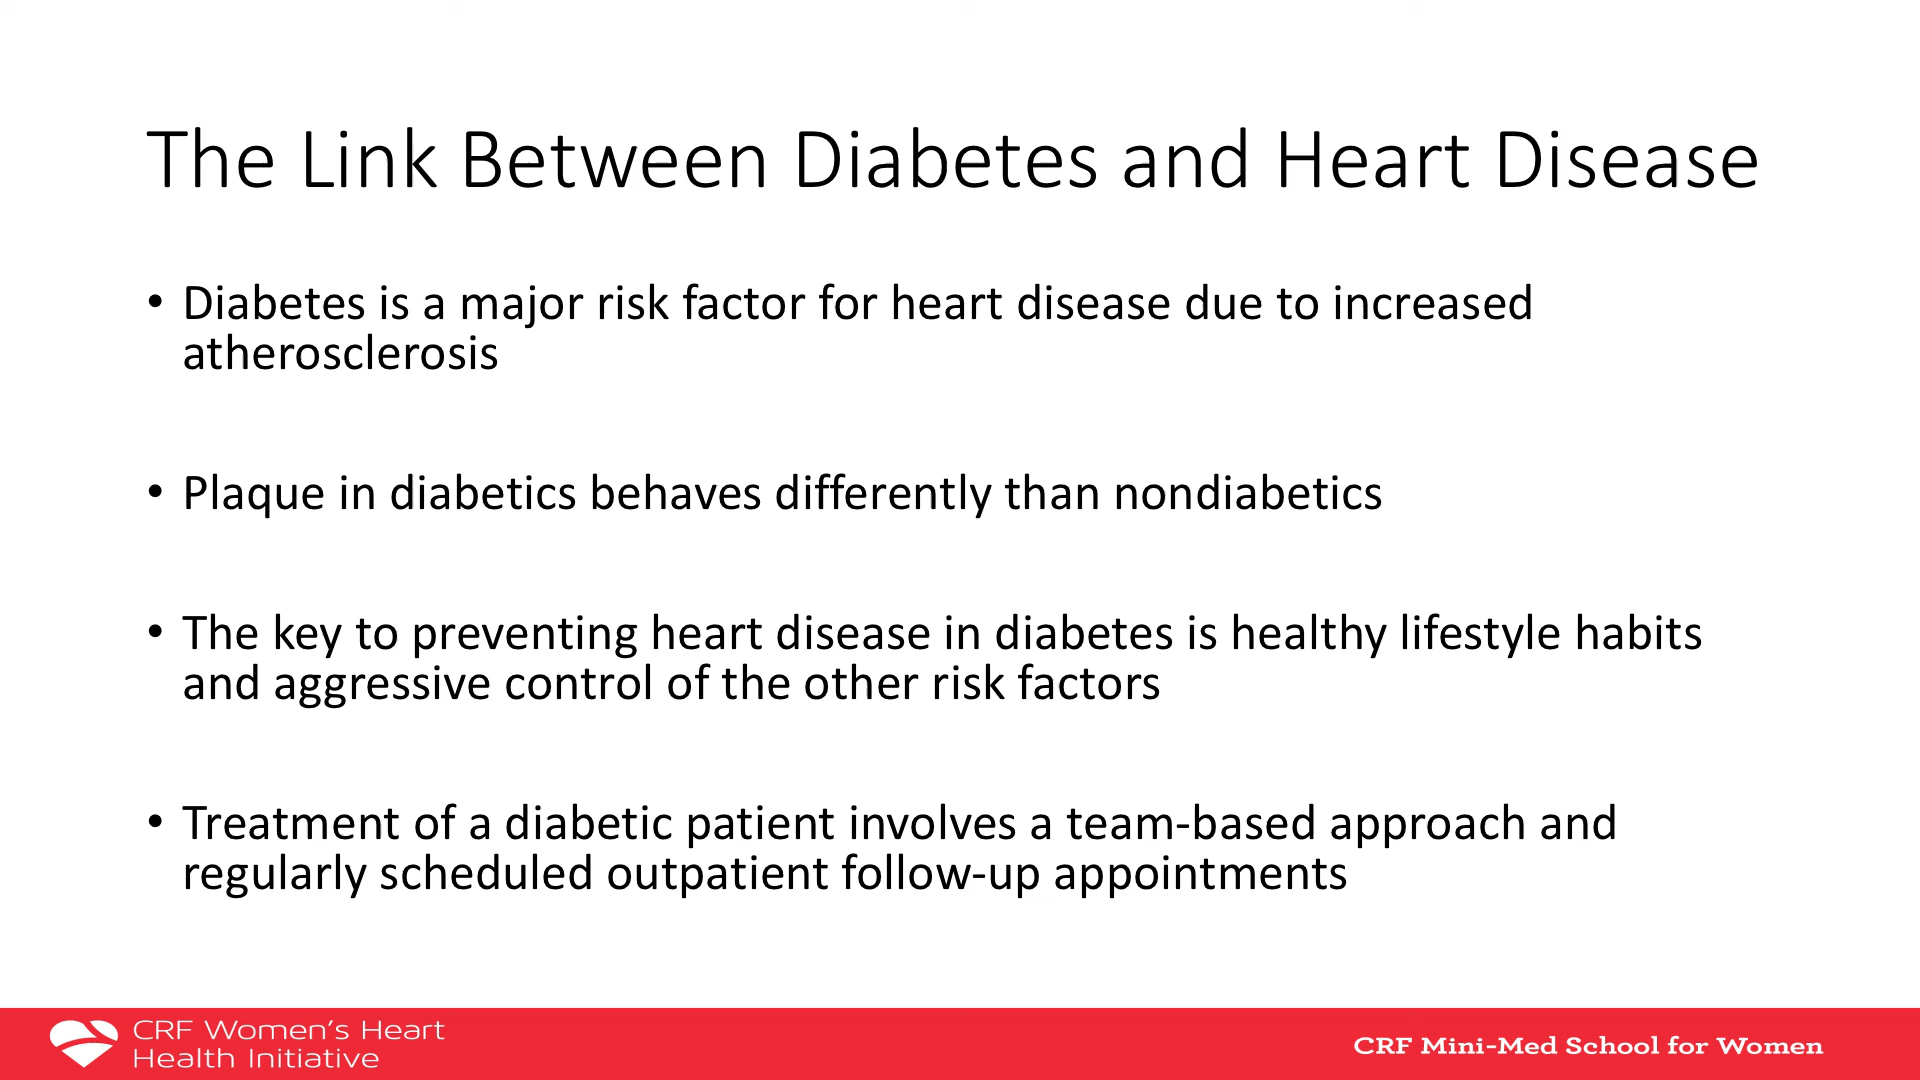 The Link Between Diabetes and Heart Disease
• Diabetes is a major risk factor for heart disease due to increased
atherosclerosis
• Plaque in diabetics behaves differently than nondiabetics
• The key to preventing heart disease in diabetes is healthy lifestyle habits
and aggressive control of the other risk factors
• Treatment of a diabetic patient involves a team-based approach and
regularly scheduled outpatient follow-up appointments
CRF Women's Heart
Health Initiative
CRF Mini-Med School for Women